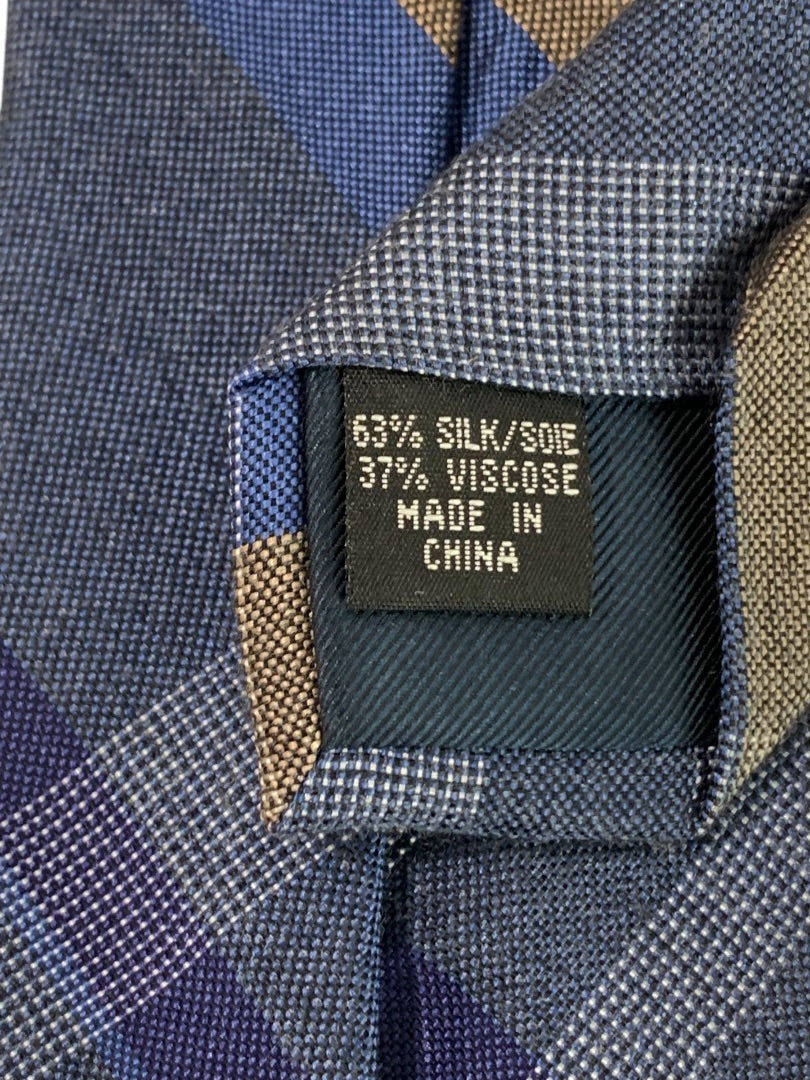 63% SILK/SOIE
37% VISCOSE
MADE IN
CHINA